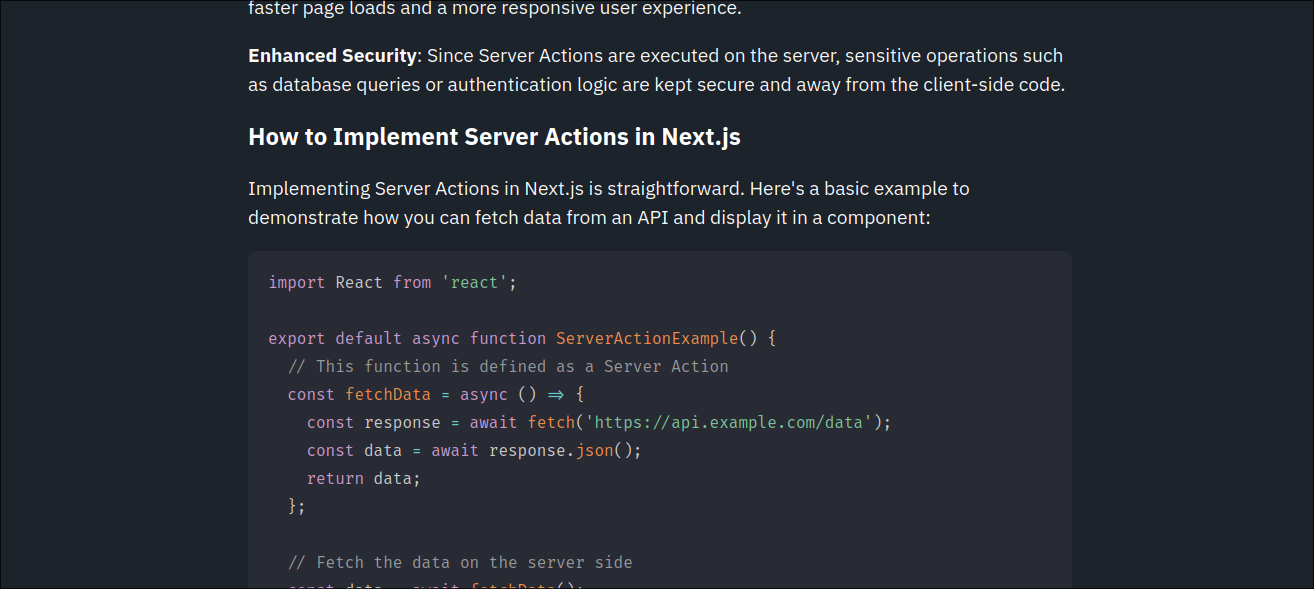 faster page loads and a more responsive user experience.
Enhanced Security: Since Server Actions are executed on the server, sensitive operations such
as database queries or authentication logic are kept secure and away from the client-side code.
How to Implement Server Actions in Next.js
Implementing Server Actions in Next.js is straightforward. Here's a basic example to
demonstrate how you can fetch data from an API and display it in a component:
import React from 'react';
export default async function ServerActionExample() {
// This function is defined as a Server Action
const fetchData = async () => {
const response = await fetch('https://api.example.com/data');
const data = await response.json();
return data;
};
// Fetch the data on the server side
const data = await fetchData();